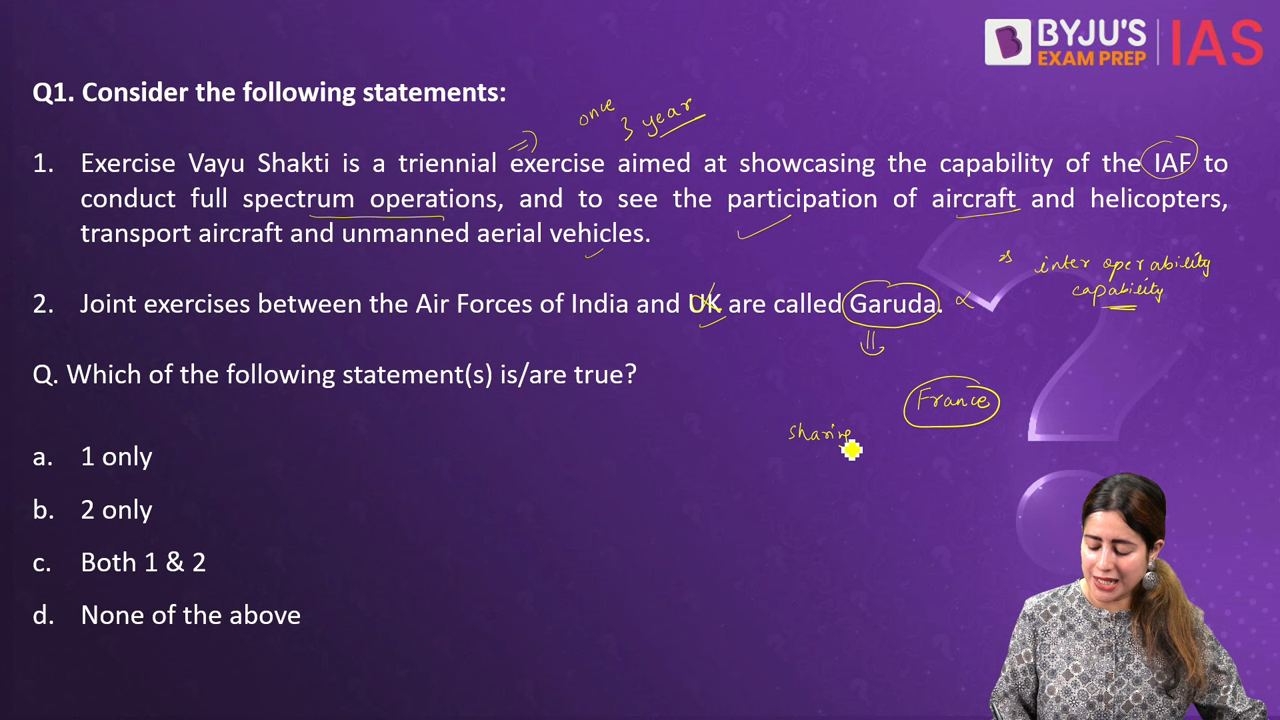 BYJU'S
EXAM PREP
IAS
Q1. Consider the following statements:
once
3 year
1. Exercise Vayu Shakti is a triennial exercise aimed at showcasing the capability of the IAF to
conduct full spectrum operations, and to see the participation of aircraft and helicopters,
transport aircraft and unmanned aerial vehicles.
inter operability
capability
2. Joint exercises between the Air Forces of India and UK are called Garuda.
Q. Which of the following statement(s) is/are true?
France
sharing
a. 1 only
b. 2 only
c. Both 1 & 2
d. None of the above